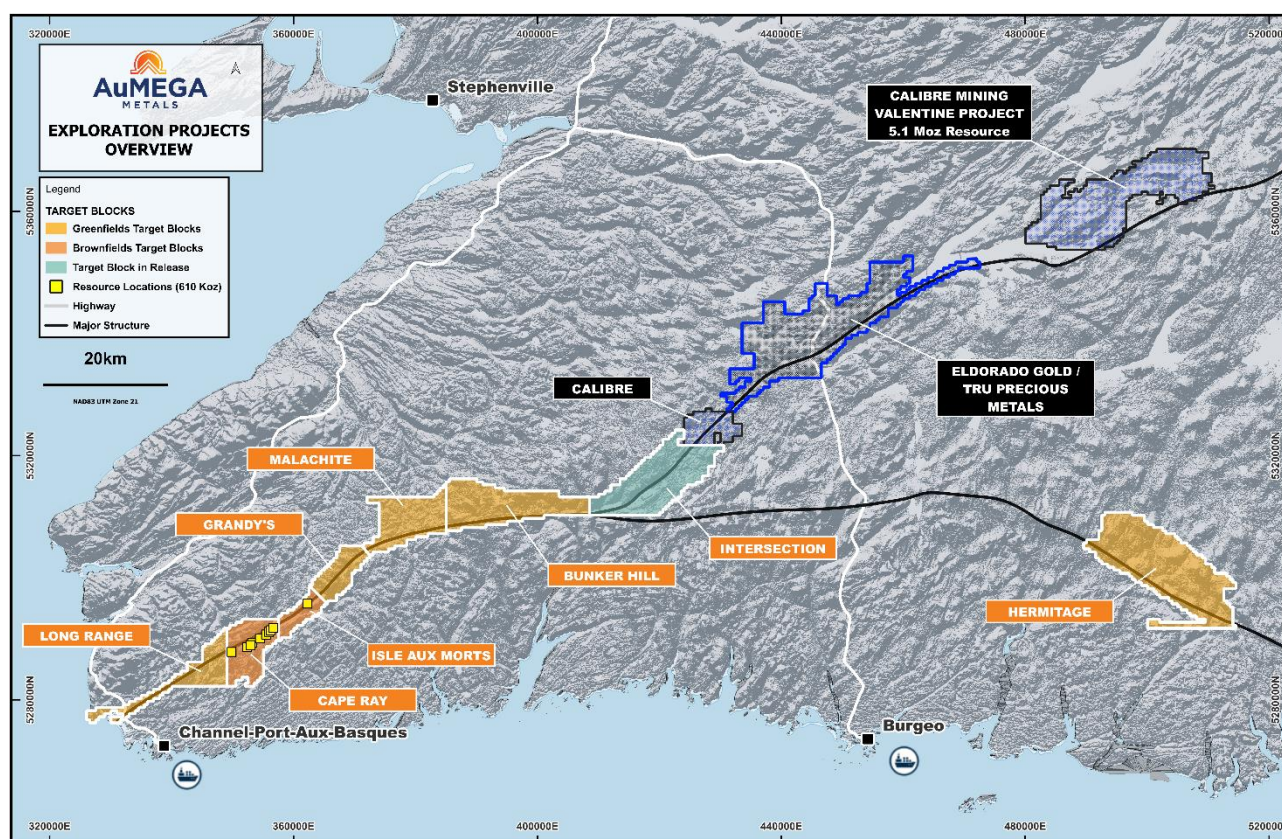 320000E
360000E
400000E
440000E
480000E
520000E
AuMEGA
METALS
EXPLORATION PROJECTS
OVERVIEW
Legend
TARGET BLOCKS
Greenfields Target Blocks
Brownfields Target Blocks
Target Block in Release
Resource Locations (610 Koz)
Highway
Major Structure
20km
NAD83 UTM Zone 21
Stephenville
CALIBRE MINING
VALENTINE PROJECT
5.1 Moz Resource
5360000N
5360000N
CALIBRE
ELDORADO GOLD /
TRU PRECIOUS
METALS
5320000N
5320000N
MALACHITE
GRANDY'S
INTERSECTION
BUNKER HILL
HERMITAGE
LONG RANGE
ISLE AUX MORTS
CAPE RAY
5280000N
5280000N
Channel-Port-Aux-Basques
Burgeo
320000E
360000E
400000E
440000E
480000E
520000E